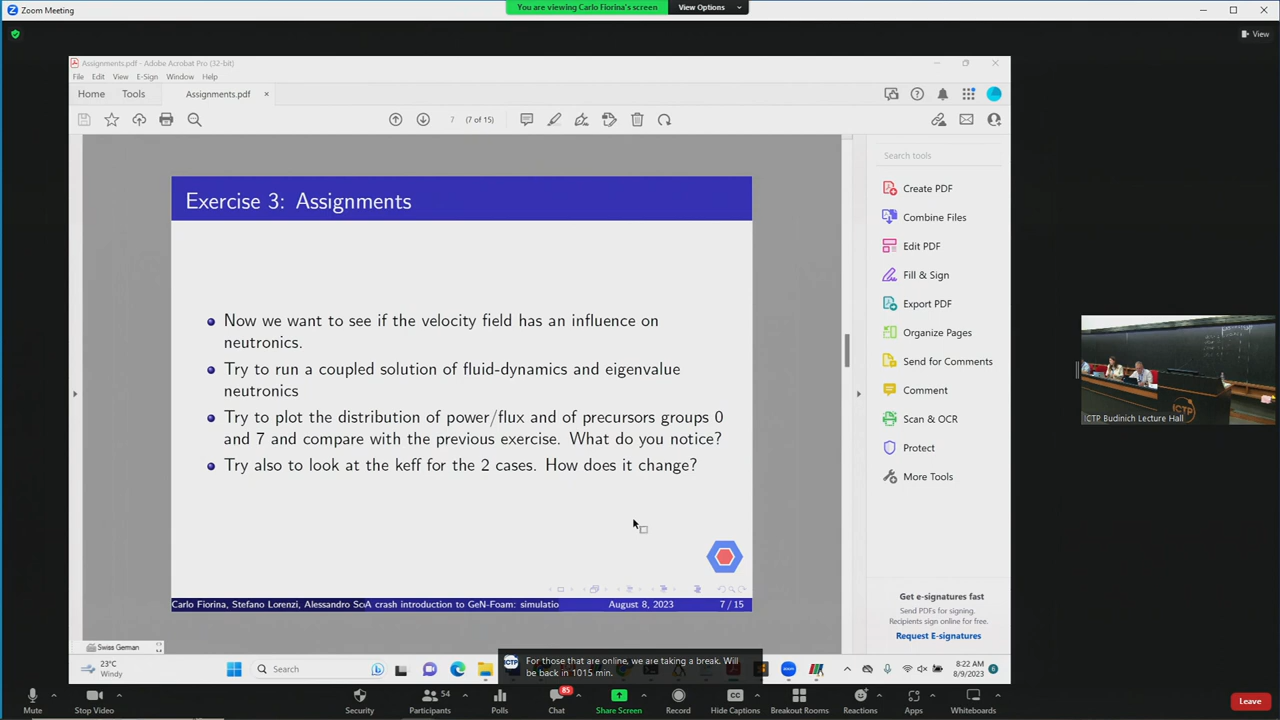 Zoom Meeting
You are viewing Carlo Fiorina's screen
View Options
View
Assignments.pdf - Adobe Acrobat Pro (32-bit)
File Edit View E-Sign Window Help
Home Tools Assignments.pdf ×
7 (7 of 15)
Search tools
Create PDF
Combine Files
Edit PDF
Fill & Sign
Export PDF
Organize Pages
Send for Comments
Comment
Scan & OCR
Protect
More Tools
Get e-signatures fast
Send PDFs for signing.
Recipients sign online for free.
Request E-signatures
Exercise 3: Assignments
Now we want to see if the velocity field has an influence on
neutronics.
Try to run a coupled solution of fluid-dynamics and eigenvalue
neutronics
Try to plot the distribution of power/flux and of precursors groups 0
and 7 and compare with the previous exercise. What do you notice?
Try also to look at the keff for the 2 cases. How does it change?
Carlo Fiorina, Stefano Lorenzi, Alessandro Sco A crash introduction to GeN-Foam: simulatio August 8, 2023 7 / 15
ICTP
ICTP Budinich Lecture Hall
Swiss German
23°C
Windy
Search
ICTP
For those that are online, we are taking a break. Will
be back in 1015 min.
8:22 AM
8/9/2023
Mute
Stop Video
Security
54
Participants
Polls
85
Chat
Share Screen
Record
Hide Captions
Breakout Rooms
Reactions
Apps
Whiteboards
Leave